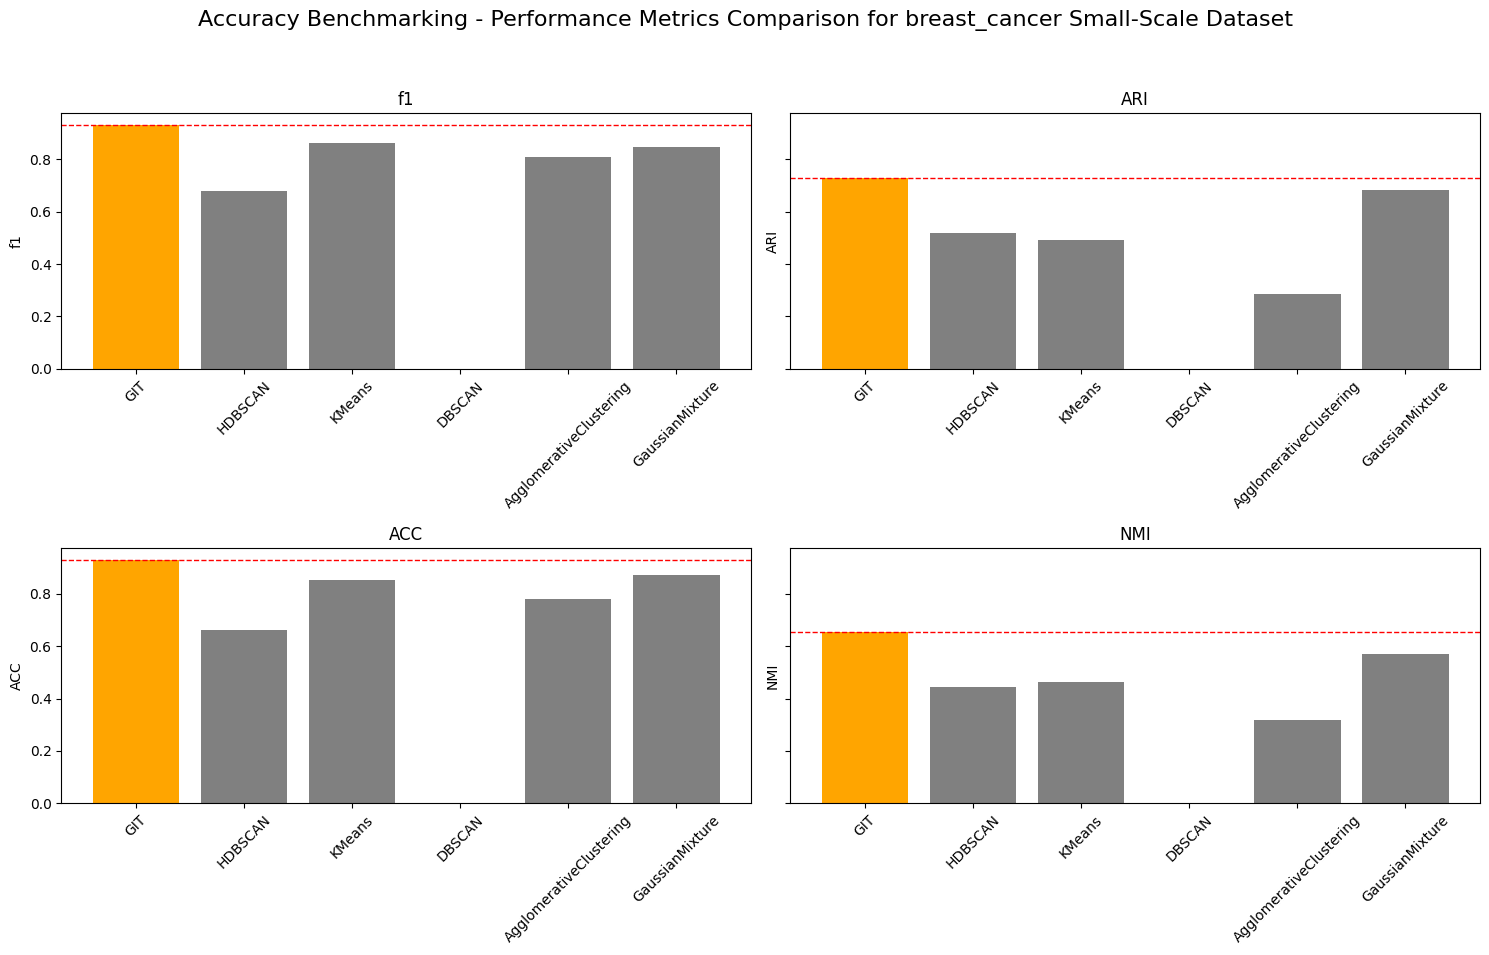 Accuracy Benchmarking - Performance Metrics Comparison for breast_cancer Small-Scale Dataset
f1
f1
0.8
0.6
0.4
0.2
0.0
GIT
HDBSCAN
KMeans
DBSCAN
AgglomerativeClustering
GaussianMixture
ARI
ARI
GIT
HDBSCAN
KMeans
DBSCAN
AgglomerativeClustering
GaussianMixture
ACC
ACC
0.8
0.6
0.4
0.2
0.0
GIT
HDBSCAN
KMeans
DBSCAN
AgglomerativeClustering
GaussianMixture
NMI
NMI
GIT
HDBSCAN
KMeans
DBSCAN
AgglomerativeClustering
GaussianMixture